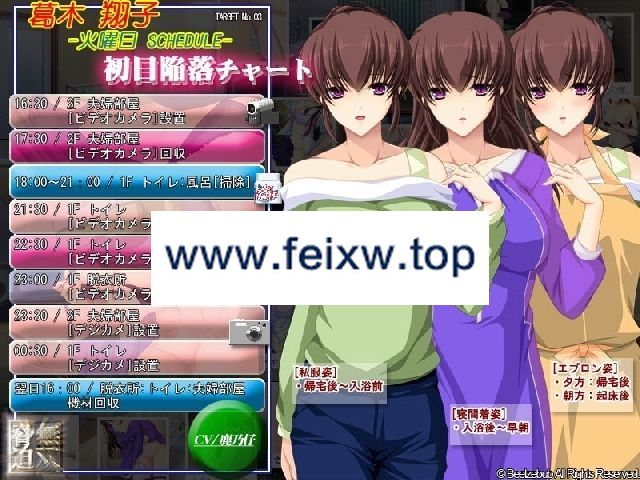 葛木 翔子
TARGET No.03
-火曜日 SCHEDULE-
初日陥落チャート
16:30 / 2F 夫婦部屋
[ビデオカメラ]設置
17:30 / 2F 夫婦部屋
[ビデオカメラ]回収
18:00~21:00 / 1F トイレ・風呂[掃除]
21:30 / 1F トイレ
[ビデオカメラ]
22:30 / 1F トイレ
[ビデオカメ
23:00 / 1F 脱衣所
[ビデオカメ
23:30 / 2F 夫婦部屋
[デジカメ]設置
00:30 / 1F トイレ
[デジカメ]設置
翌日16:00 / 脱衣所・トイレ・夫婦部屋
機材回収
www.feixw.top
[私服姿]
・帰宅後~入浴前
[寝間着姿]
・入浴後~早朝
[エプロン姿]
・夕方:帰宅後
・朝方:起床後
脅迫
CV/
© Beelzebub All Rights Reserved.